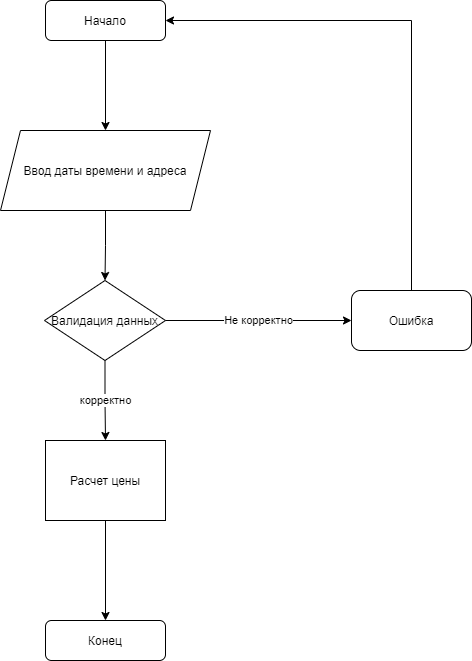 Начало
Ввод даты времени и адреса
Валидация данных
Не корректно
Ошибка
корректно
Расчет цены
Конец